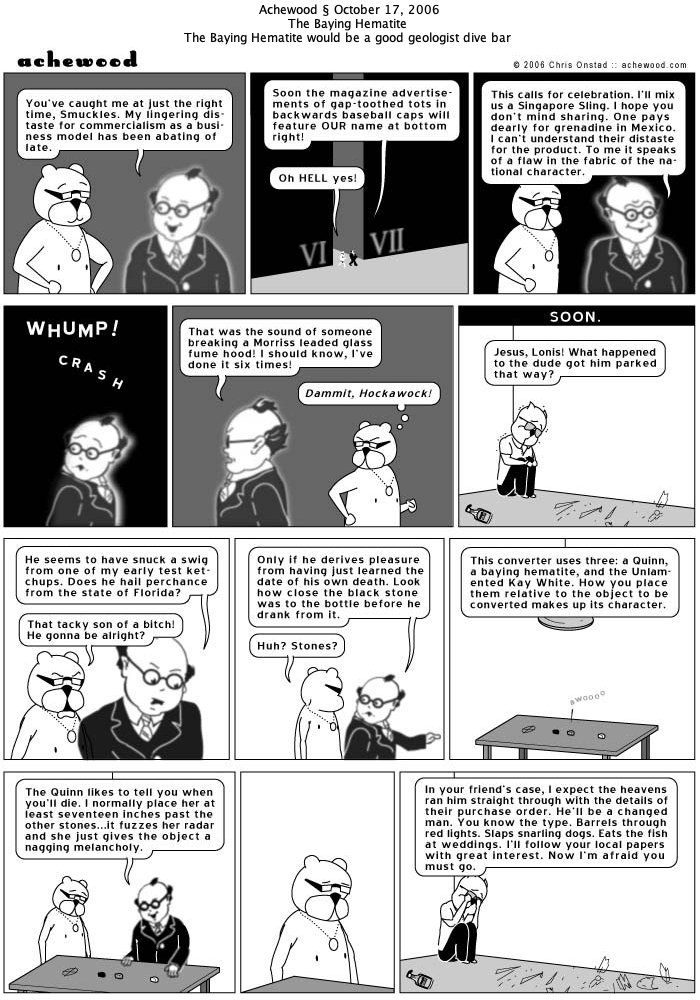 Achewood § October 17, 2006
The Baying Hematite
The Baying Hematite would be a good geologist dive bar
achewood
© 2006 Chris Onstad :: achewood.com
You've caught me at just the right
time, Smuckles. My lingering dis-
taste for commercialism as a busi-
ness model has been abating of
late.
Soon the magazine advertise-
ments of gap-toothed tots in
backwards baseball caps will
feature OUR name at bottom
right!
Oh HELL yes!
VI
VII
This calls for celebration. I'll mix
us a Singapore Sling. I hope you
don't mind sharing. One pays
dearly for grenadine in Mexico.
I can't understand their distaste
for the product. To me it speaks
of a flaw in the fabric of the na-
tional character.
WHUMP!
CRASH
That was the sound of someone
breaking a Morriss leaded glass
fume hood! I should know, I've
done it six times!
Dammit, Hockawock!
SOON.
Jesus, Lonis! What happened
to the dude got him parked
that way?
He seems to have snuck a swig
from one of my early test ket-
chups. Does he hail perchance
from the state of Florida?
That tacky son of a bitch!
He gonna be alright?
Only if he derives pleasure
from having just learned the
date of his own death. Look
how close the black stone
was to the bottle before he
drank from it.
Huh? Stones?
This converter uses three: a Quinn,
a baying hematite, and the Unlam-
ented Kay White. How you place
them relative to the object to be
converted makes up its character.
awoooo
The Quinn likes to tell you when
you'll die. I normally place her at
least seventeen inches past the
other stones...it fuzzes her radar
and she just gives the object a
nagging melancholy.
In your friend's case, I expect the heavens
ran him straight through with the details of
their purchase order. He'll be a changed
man. You know the type. Barrels through
red lights. Slaps snarling dogs. Eats the fish
at weddings. I'll follow your local papers
with great interest. Now I'm afraid you
must go.